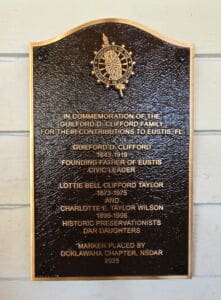 IN COMMEMORATION OF THE
GUILFORD D. CLIFFORD FAMILY
FOR THEIR CONTRIBUTIONS TO EUSTIS, FL
GUILFORD D. CLIFFORD
1843-1919
FOUNDING FATHER OF EUSTIS
CIVIC LEADER
LOTTIE BELL CLIFFORD TAYLOR
1873-1975
AND
CHARLOTTE E. TAYLOR WILSON
1899-1996
HISTORIC PRESERVATIONISTS
DAR DAUGHTERS
MARKER PLACED BY
OCKLAWAHA CHAPTER, NSDAR
2025